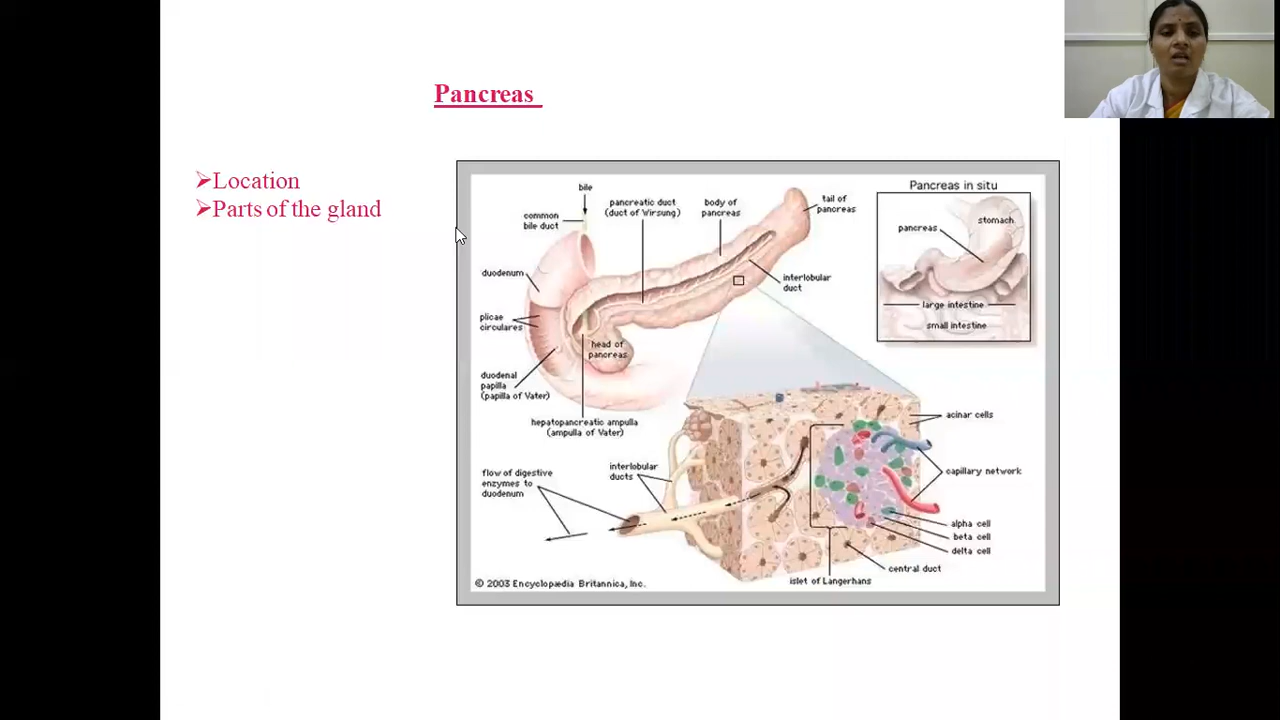 Pancreas
➢Location
➢Parts of the gland
bile
common
bile duct
pancreatic duct
(duct of Wirsung)
body of
pancreas
tail of
pancreas
interlobular
duct
duodenum
plicae
circulares
head of
pancreas
duodenal
papilla
(papilla of Vater)
hepatopancreatic ampulla
(ampulla of Vater)
Pancreas in situ
stomach
pancreas
large intestine
small intestine
acinar cells
capillary network
alpha cell
beta cell
delta cell
central duct
islet of Langerhans
interlobular
ducts
flow of digestive
enzymes to
duodenum
© 2003 Encyclopædia Britannica, Inc.